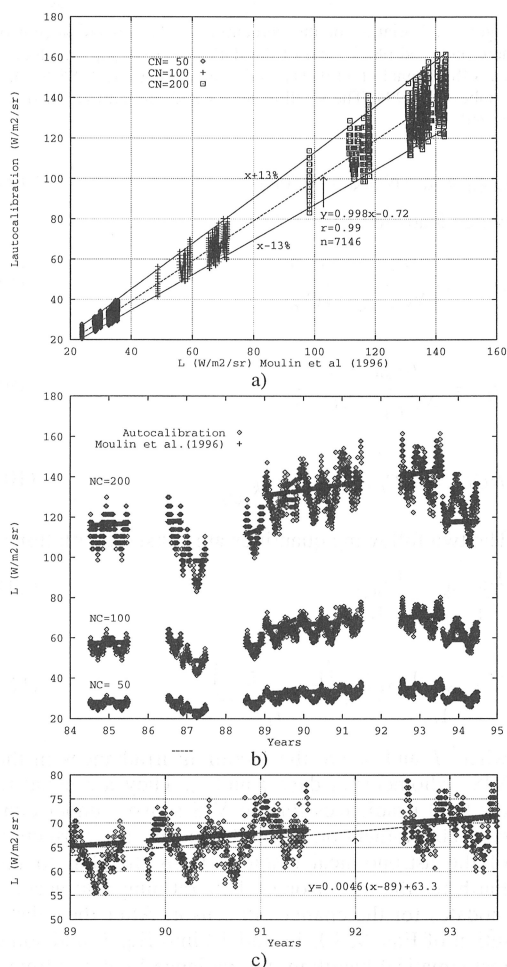 180
160
140
120
100
80
60
40
20
Lautocalibration (W/m2/sr)
CN= 50
CN=100
CN=200
x+13%
x-13%
y=0.998x-0.72
r=0.99
n=7146
20 40 60 80 100 120 140 160
L (W/m2/sr) Moulin et al (1996)
a)
180
160
140
120
100
80
60
40
20
L (W/m2/sr)
Autocalibration
Moulin et al.(1996)
NC=200
NC=100
NC= 50
84 85 86 87 88 89 90 91 92 93 94 95
Years
b)
80
75
70
65
60
55
50
L (W/m2/sr)
y=0.0046(x-89)+63.3
89 90 91 92 93
Years
c)